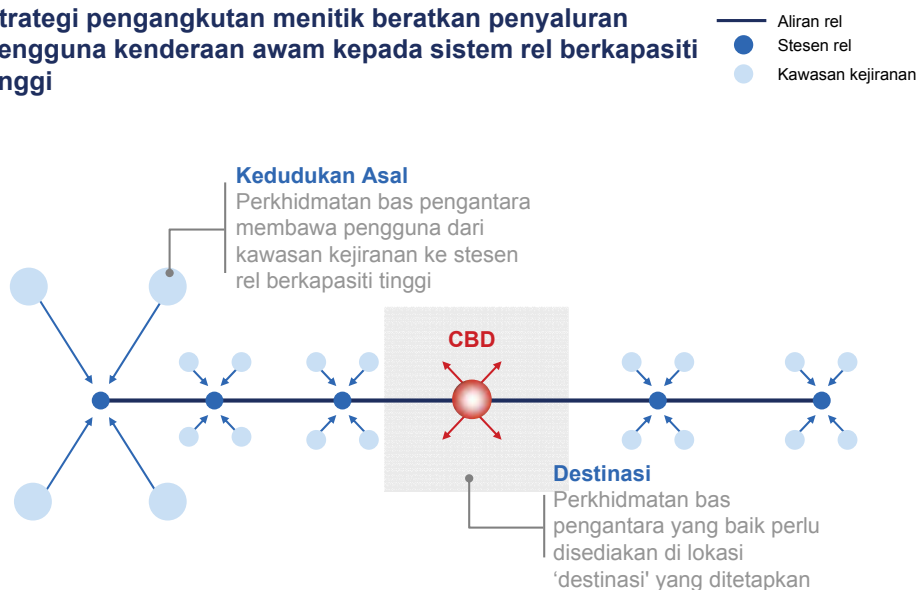 trategi pengangkutan menitik beratkan penyaluran
engguna kenderaan awam kepada sistem rel berkapasiti
nggi
Aliran rel
Stesen rel
Kawasan kejiranan
Kedudukan Asal
Perkhidmatan bas pengantara
membawa pengguna dari
kawasan kejiranan ke stesen
rel berkapasiti tinggi
CBD
Destinasi
Perkhidmatan bas
pengantara yang baik perlu
disediakan di lokasi
‘destinasi' yang ditetapkan